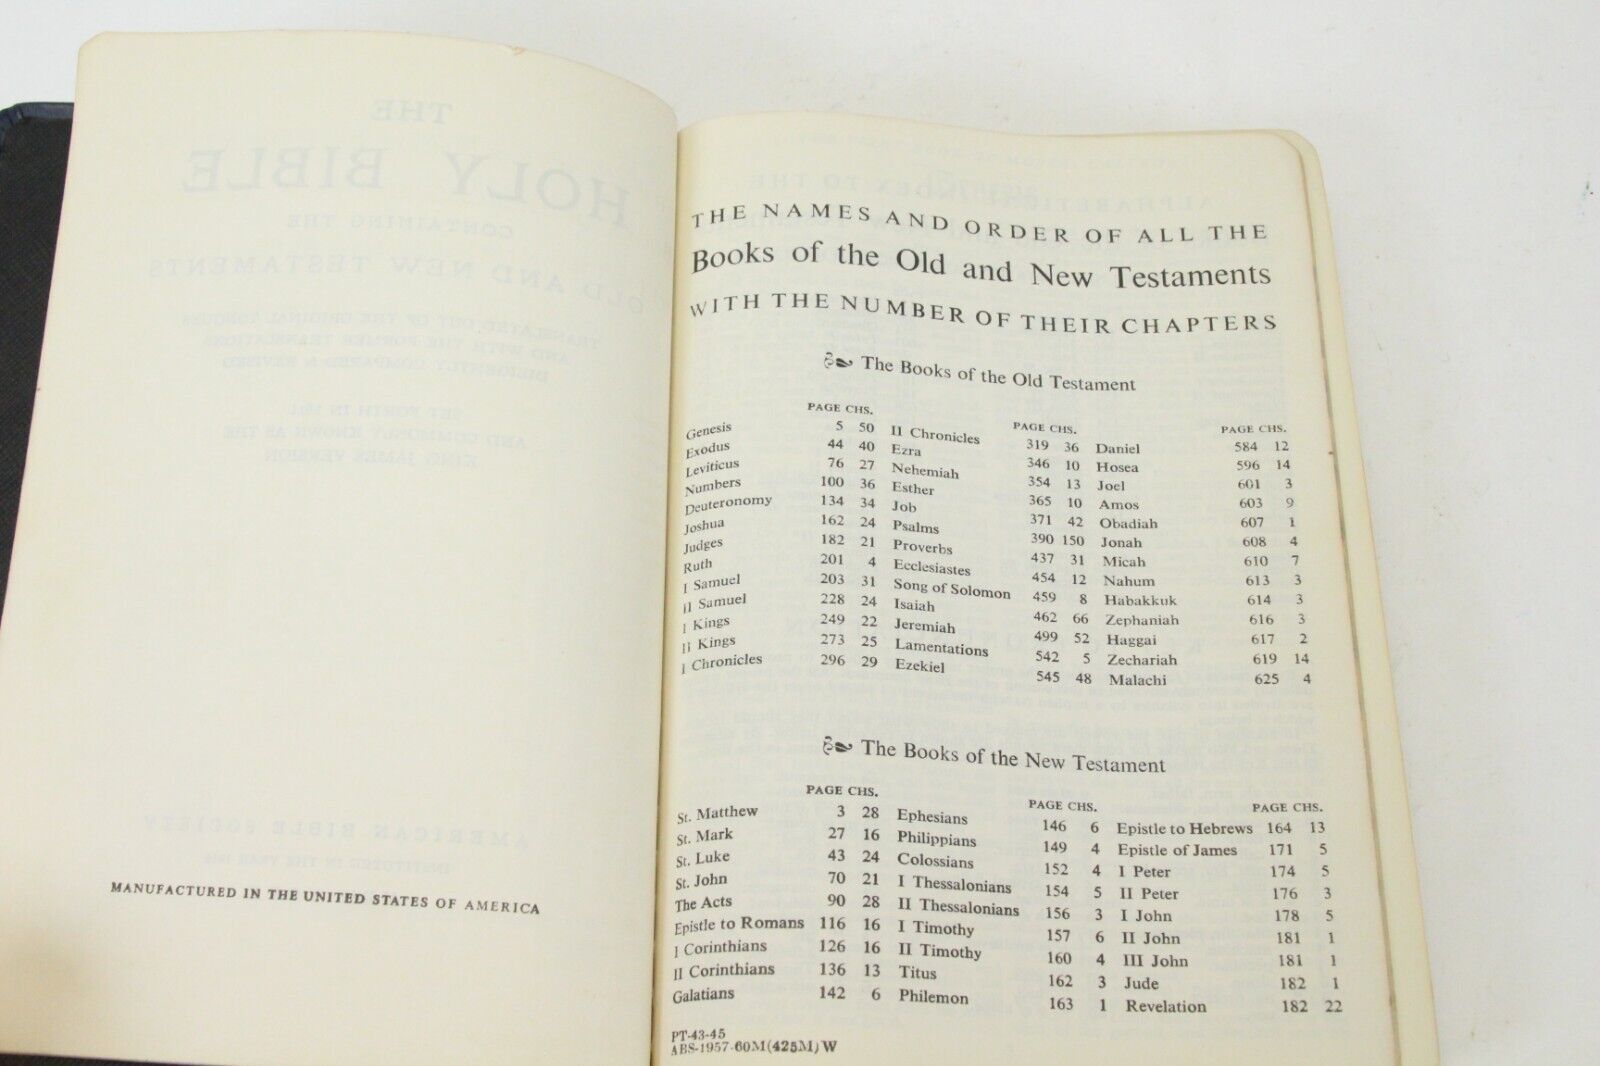 MANUFACTURED IN THE UNITED STATES OF AMERICA
THE NAMES AND ORDER OF ALL THE
Books of the Old and New Testaments
WITH THE NUMBER OF THEIR CHAPTERS
The Books of the Old Testament
PAGE CHS.
Genesis 5 50
Exodus 44 40
Leviticus 76 27
Numbers 100 36
Deuteronomy 134 34
Joshua 162 24
Judges 182 21
Ruth 201 4
I Samuel 203 31
II Samuel 228 24
I Kings 249 22
II Kings 273 25
I Chronicles 296 29
PAGE CHS.
II Chronicles 319 36
Ezra 346 10
Nehemiah 354 13
Esther 365 10
Job 371 42
Psalms 390 150
Proverbs 437 31
Ecclesiastes 454 12
Song of Solomon 459 8
Isaiah 462 66
Jeremiah 499 52
Lamentations 542 5
Ezekiel 545 48
PAGE CHS.
Daniel 584 12
Hosea 596 14
Joel 601 3
Amos 603 9
Obadiah 607 1
Jonah 608 4
Micah 610 7
Nahum 613 3
Habakkuk 614 3
Zephaniah 616 3
Haggai 617 2
Zechariah 619 14
Malachi 625 4
The Books of the New Testament
PAGE CHS.
St. Matthew 3 28
St. Mark 27 16
St. Luke 43 24
St. John 70 21
The Acts 90 28
Epistle to Romans 116 16
I Corinthians 126 16
II Corinthians 136 13
Galatians 142 6
PAGE CHS.
Ephesians 146 6
Philippians 149 4
Colossians 152 4
I Thessalonians 154 5
II Thessalonians 156 3
I Timothy 157 6
II Timothy 160 4
Titus 162 3
Philemon 163 1
PAGE CHS.
Epistle to Hebrews 164 13
Epistle of James 171 5
I Peter 174 5
II Peter 176 3
I John 178 5
II John 181 1
III John 181 1
Jude 182 1
Revelation 182 22
PT-43-45
ABS-1957-60M(425M)W